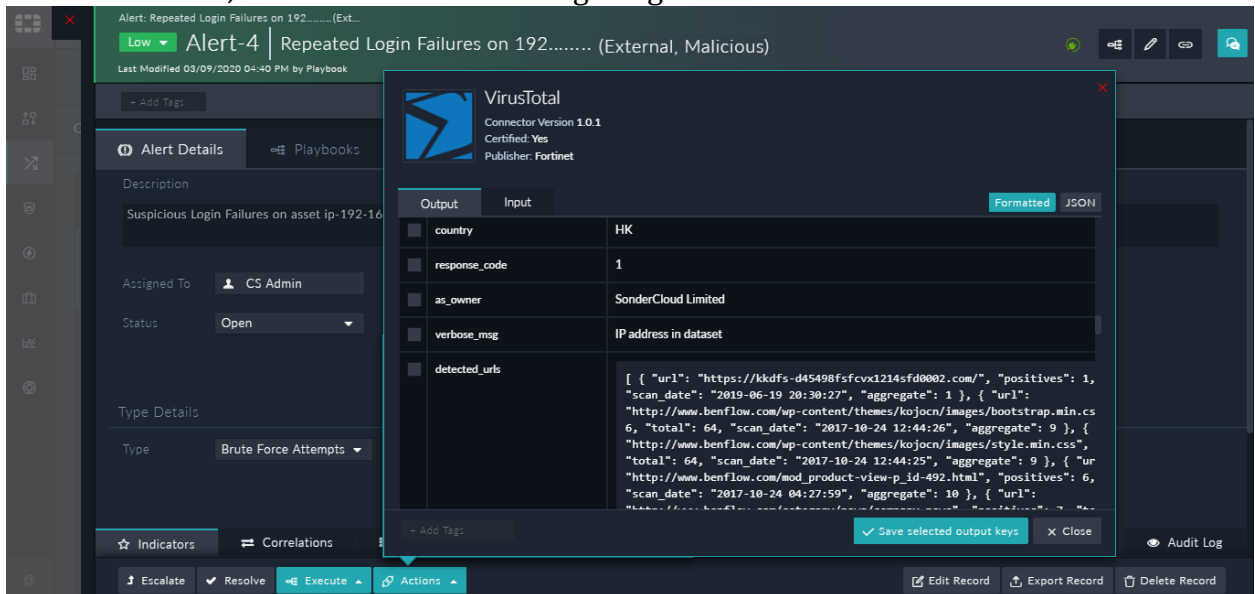 Alert: Repeated Login Failures on 192........(Ext...
Low Alert-4 | Repeated Login Failures on 192........ (External, Malicious)
Last Modified 03/09/2020 04:40 PM by Playbook
+ Add Tags
VirusTotal
Connector Version 1.0.1
Certified: Yes
Publisher: Fortinet
Alert Details Playbooks
Description
Suspicious Login Failures on asset ip-192-16
Output Input Formatted JSON
country HK
response_code 1
Assigned To CS Admin
as_owner SonderCloud Limited
Status Open
verbose_msg IP address in dataset
detected_urls
[ { "url": "https://kkdfs-d45498fsfcvx1214sfd0002.com/", "positives": 1,
"scan_date": "2019-06-19 20:30:27", "aggregate": 1 }, { "url":
"http://www.benflow.com/wp-content/themes/kojocn/images/bootstrap.min.cs
6, "total": 64, "scan_date": "2017-10-24 12:44:26", "aggregate": 9 }, {
"http://www.benflow.com/wp-content/themes/kojocn/images/style.min.css",
"total": 64, "scan_date": "2017-10-24 12:44:25", "aggregate": 9 }, { "ur
"http://www.benflow.com/mod_product-view-p_id-492.html", "positives": 6,
"scan_date": "2017-10-24 04:27:59", "aggregate": 10 }, { "url":
Type Details
Type Brute Force Attempts
+ Add Tags Save selected output keys Close
Indicators Correlations Audit Log
Escalate Resolve Execute Actions Edit Record Export Record Delete Record